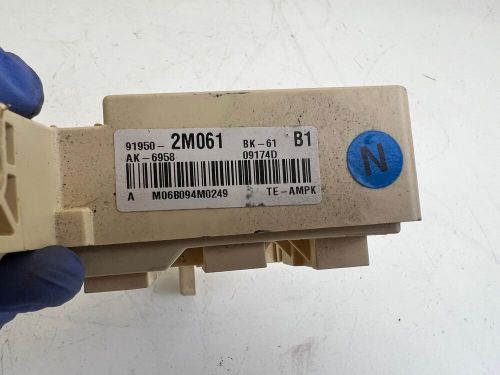 91950- 2M061 BK-61 B1
AK-6958 09174D
A M06B094M0249 TE-AMPK
N